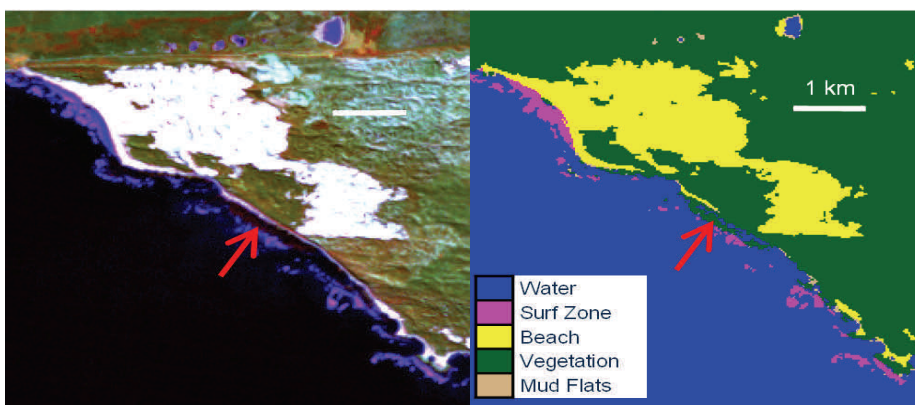 1 km
Water
Surf Zone
Beach
Vegetation
Mud Flats